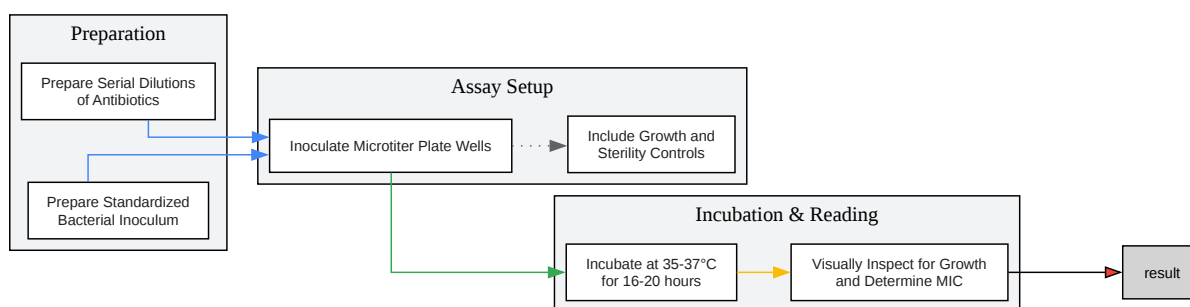 Preparation
Prepare Serial Dilutions
of Antibiotics
Prepare Standardized
Bacterial Inoculum
Assay Setup
Inoculate Microtiter Plate Wells
Include Growth and
Sterility Controls
Incubation & Reading
Incubate at 35-37°C
for 16-20 hours
Visually Inspect for Growth
and Determine MIC
result